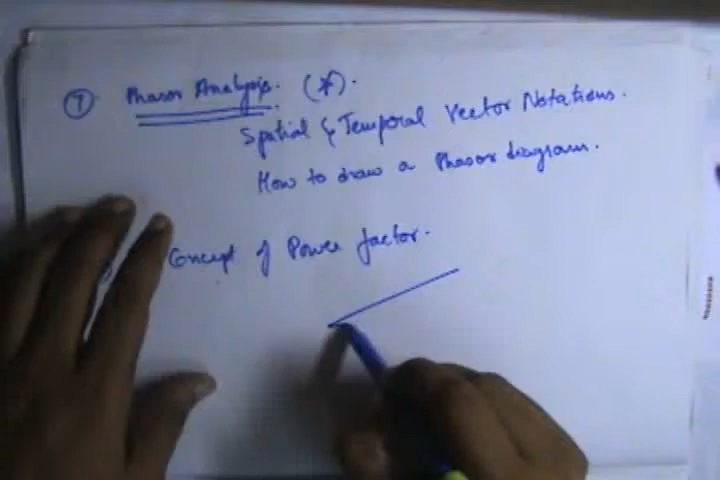 ⑦ Phasor Analysis. (*).
Spatial & Temporal Vector Notations.
How to draw a Phasor diagram.
Concept of Power factor.